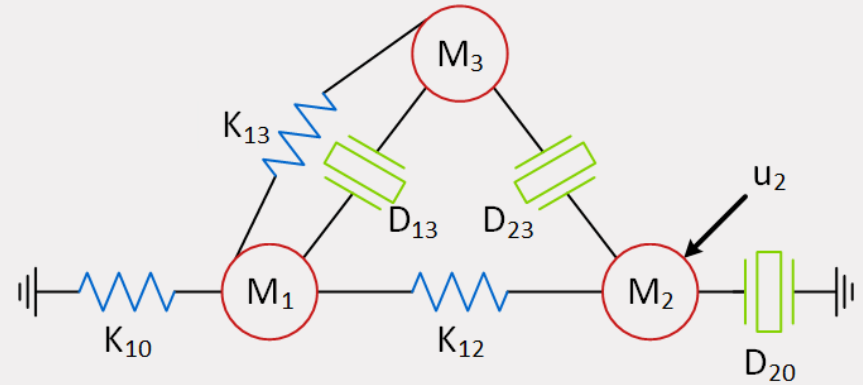 M₃
K₁₃
D₁₃
D₂₃
u₂
M₁
M₂
K₁₀
K₁₂
D₂₀